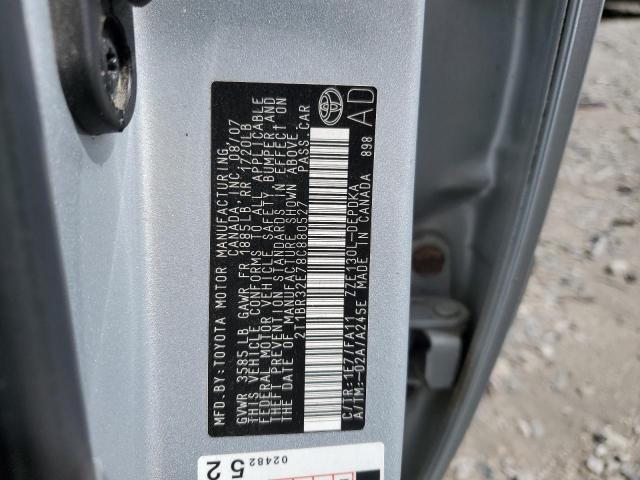 MFD.BY:TOYOTA MOTOR MANUFACTURING
CANADA, INC. 08/07
GVWR 3585LB GAWR FR 1885LB RR 1720LB
THIS VEHICLE CONFORMS TO ALL APPLICABLE
FEDERAL MOTOR VEHICLE SAFETY, BUMPER AND
THEFT PREVENTION STANDARDS IN EFFECT ON
THE DATE OF MANUFACTURE SHOWN ABOVE.
2T1BR32E78C880527 PASS.CAR
AD
C/TR:1E7/FA11 ZZE130L-DEPDKA
A/TM:-02A/A245E MADE IN CANADA 898
02482
52